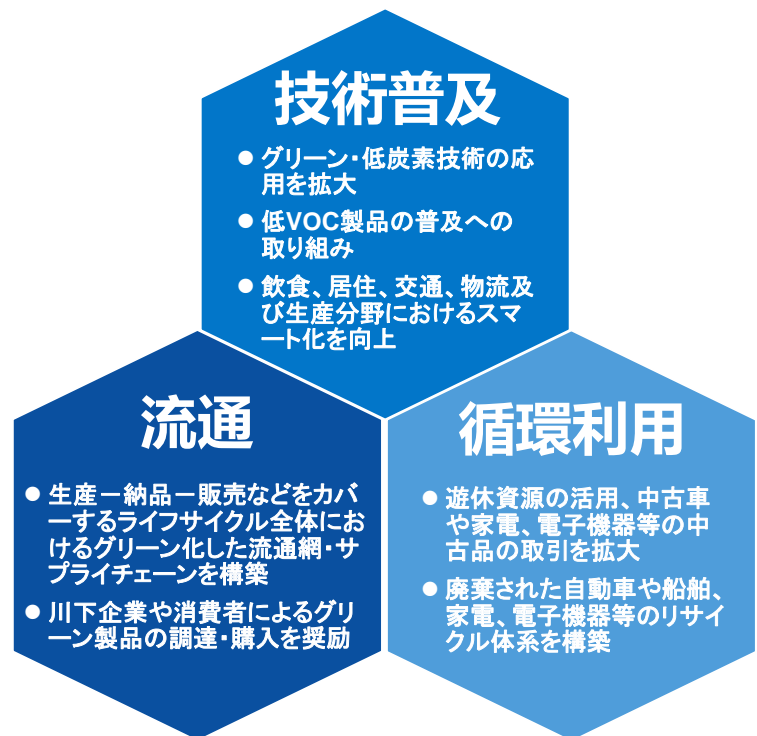 技術普及
● グリーン・低炭素技術の応
用を拡大
● 低VOC製品の普及への
取り組み
● 飲食、居住、交通、物流及
び生産分野におけるスマ
ート化を向上
流通
● 生産－納品－販売などをカバ
ーするライフサイクル全体にお
けるグリーン化した流通網・サ
プライチェーンを構築
● 川下企業や消費者によるグリ
ーン製品の調達・購入を奨励
循環利用
● 遊休資源の活用、中古車
や家電、電子機器等の中
古品の取引を拡大
● 廃棄された自動車や船舶、
家電、電子機器等のリサイ
クル体系を構築